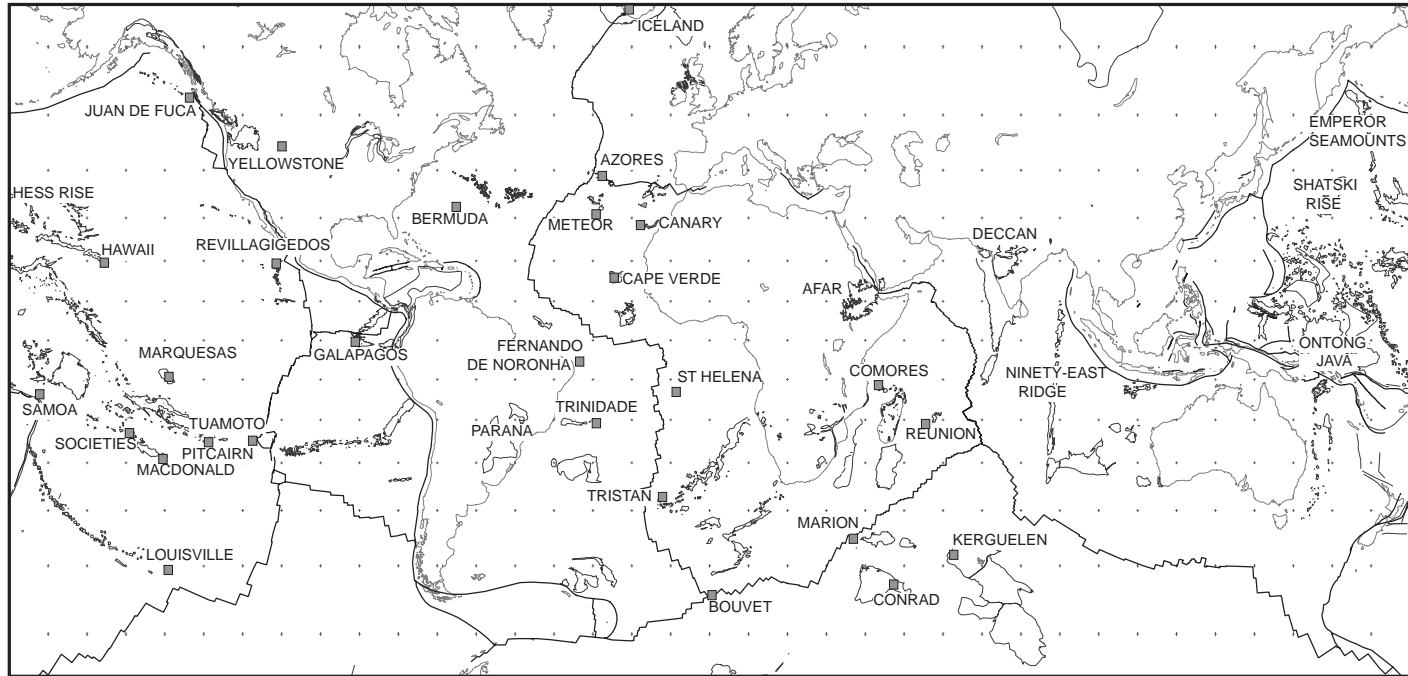 ICELAND
JUAN DE FUCA
EMPEROR
SEAMOUNTS
YELLOWSTONE
AZORES
HESS RISE
SHATSKI
RISE
BERMUDA
METEOR
CANARY
DECCAN
HAWAII
REVILLAGIGEDOS
CAPE VERDE
AFAR
GALAPAGOS
MARQUESAS
FERNANDO
DE NORONHA
ONTONG
JAVA
ST HELENA
COMORES
NINETY-EAST
RIDGE
SAMOA
TUAMOTO
TRINIDADE
SOCIETIES
PITCAIRN
PARANA
REUNION
MACDONALD
TRISTAN
MARION
LOUISVILLE
KERGUELEN
CONRAD
BOUVET